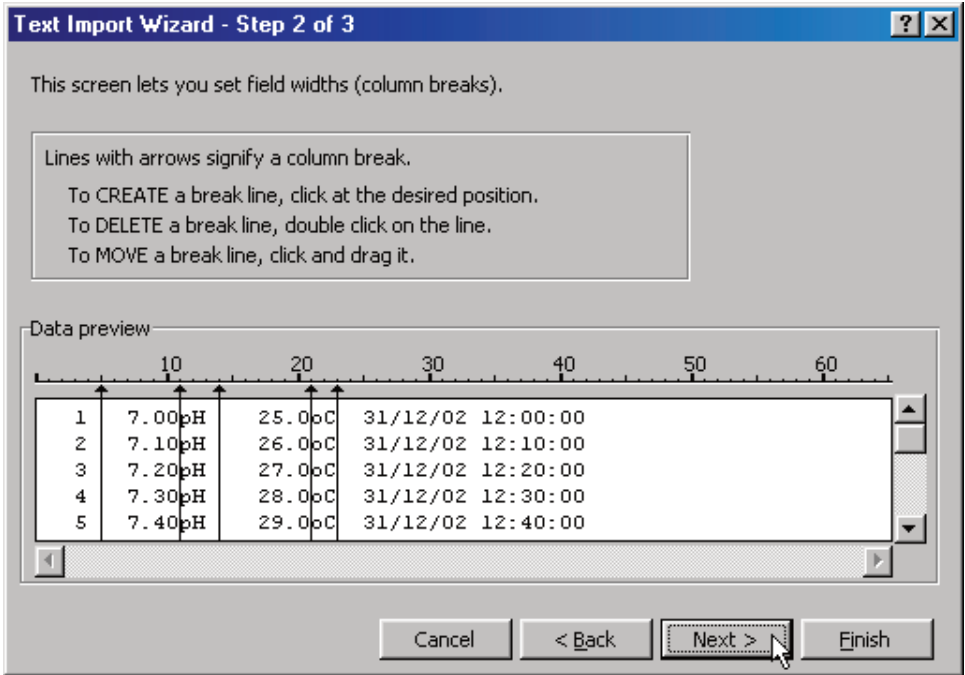 Text Import Wizard - Step 2 of 3
This screen lets you set field widths (column breaks).
Lines with arrows signify a column break.
To CREATE a break line, click at the desired position.
To DELETE a break line, double click on the line.
To MOVE a break line, click and drag it.
Data preview
10 20 30 40 50 60
1 7.00pH 25.0oC 31/12/02 12:00:00
2 7.10pH 26.0oC 31/12/02 12:10:00
3 7.20pH 27.0oC 31/12/02 12:20:00
4 7.30pH 28.0oC 31/12/02 12:30:00
5 7.40pH 29.0oC 31/12/02 12:40:00
Cancel < Back Next > Finish